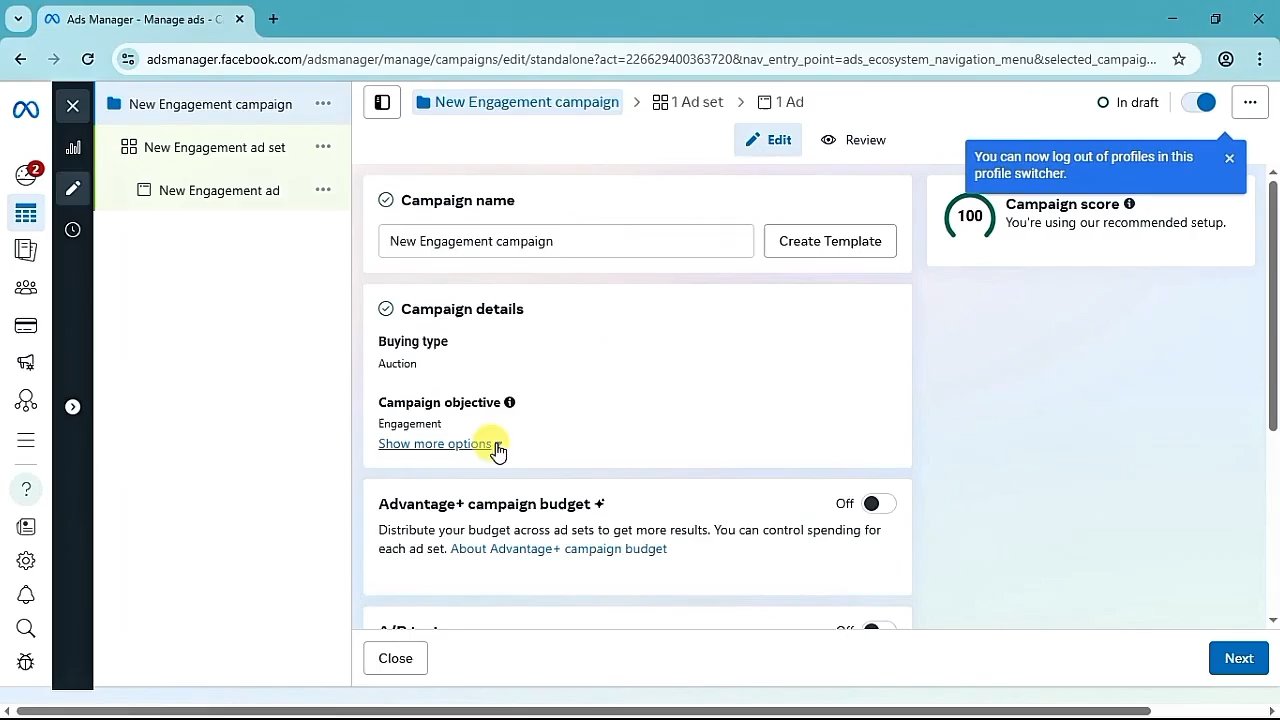 Ads Manager - Manage ads - C
adsmanager.facebook.com/adsmanager/manage/campaigns/edit/standalone?act=226629400363720&nav_entry_point=ads_ecosystem_navigation_menu&selected_campaig...
2
New Engagement campaign
New Engagement ad set
New Engagement ad
New Engagement campaign
1 Ad set
1 Ad
In draft
Edit
Review
You can now log out of profiles in this
profile switcher.
Campaign name
New Engagement campaign
Create Template
100
Campaign score
You're using our recommended setup.
Campaign details
Buying type
Auction
Campaign objective
Engagement
Show more options
Advantage+ campaign budget
Off
Distribute your budget across ad sets to get more results. You can control spending
for each ad set. About Advantage+ campaign budget
Close
Next